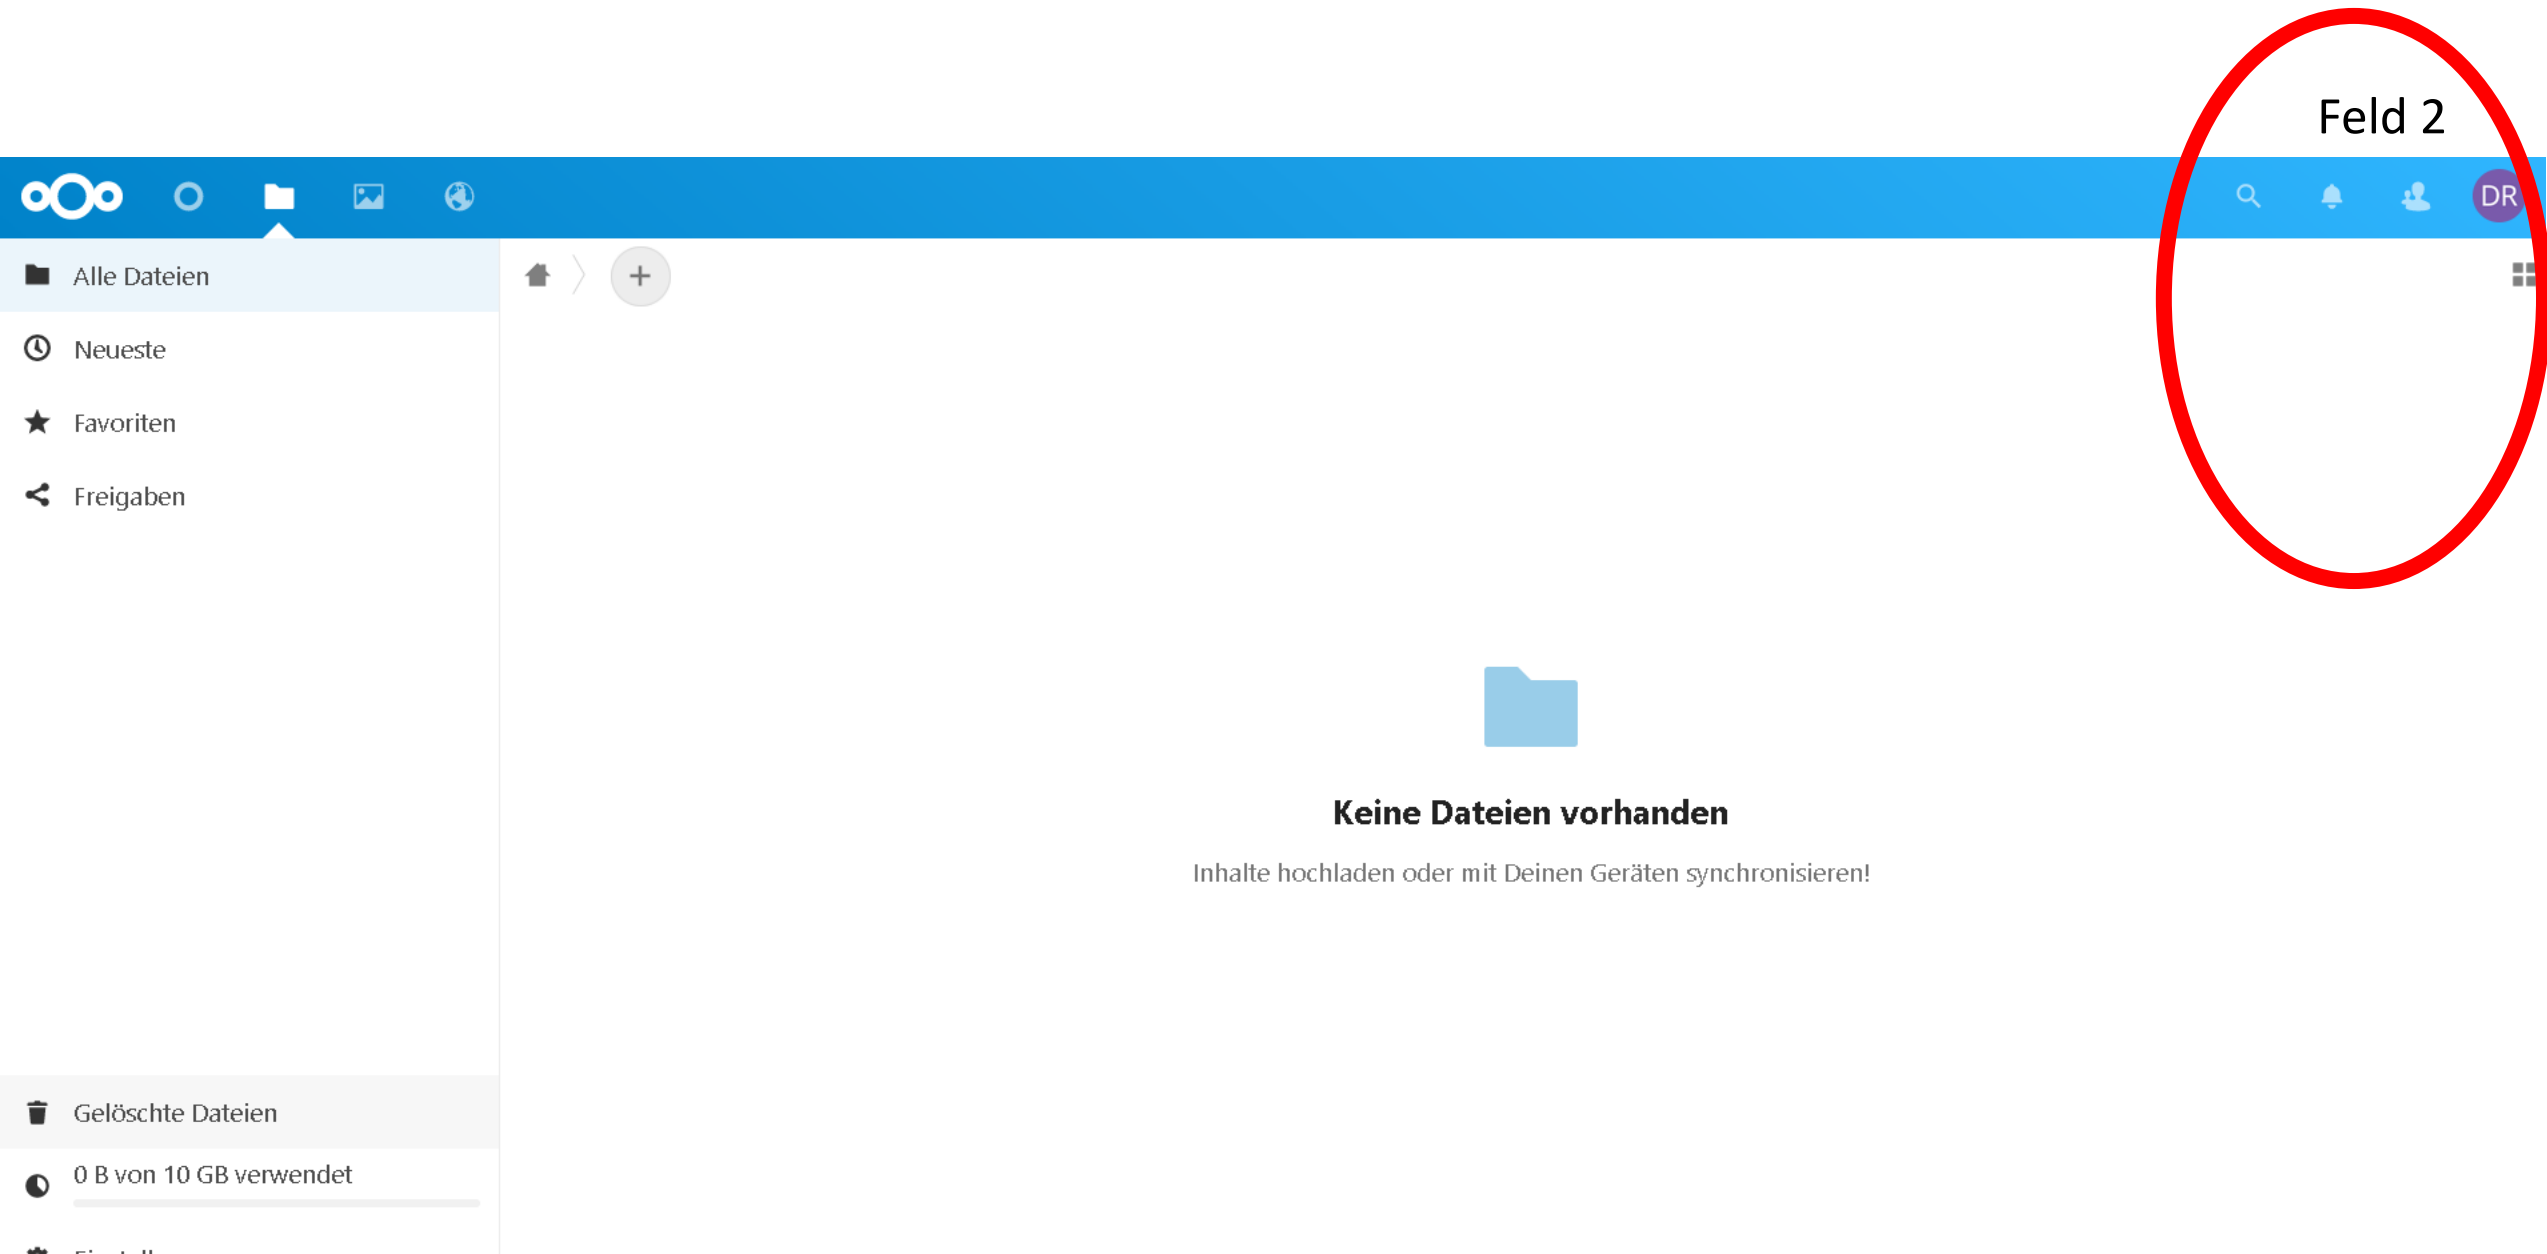 Feld 2
DR
Alle Dateien
Neueste
Favoriten
Freigaben
Keine Dateien vorhanden
Inhalte hochladen oder mit Deinen Geräten synchronisieren!
Gelöschte Dateien
0 B von 10 GB verwendet